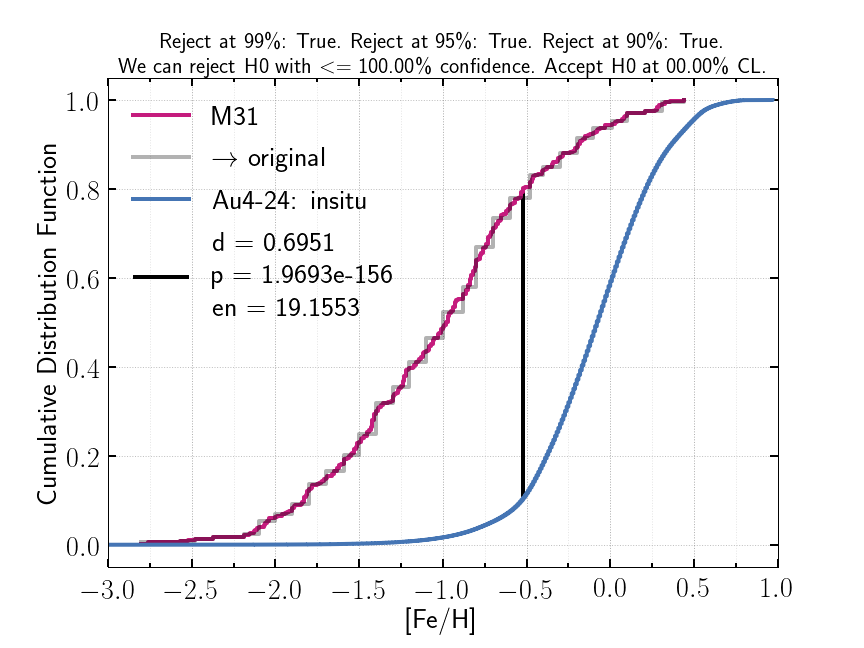 Reject at 99%: True. Reject at 95%: True. Reject at 90%: True.
We can reject H0 with <= 100.00% confidence. Accept H0 at 00.00% CL.
M31
→ original
Au4-24: insitu
d = 0.6951
p = 1.9693e-156
en = 19.1553
Cumulative Distribution Function
1.0
0.8
0.6
0.4
0.2
0.0
−3.0 −2.5 −2.0 −1.5 −1.0 −0.5 0.0 0.5 1.0
[Fe/H]